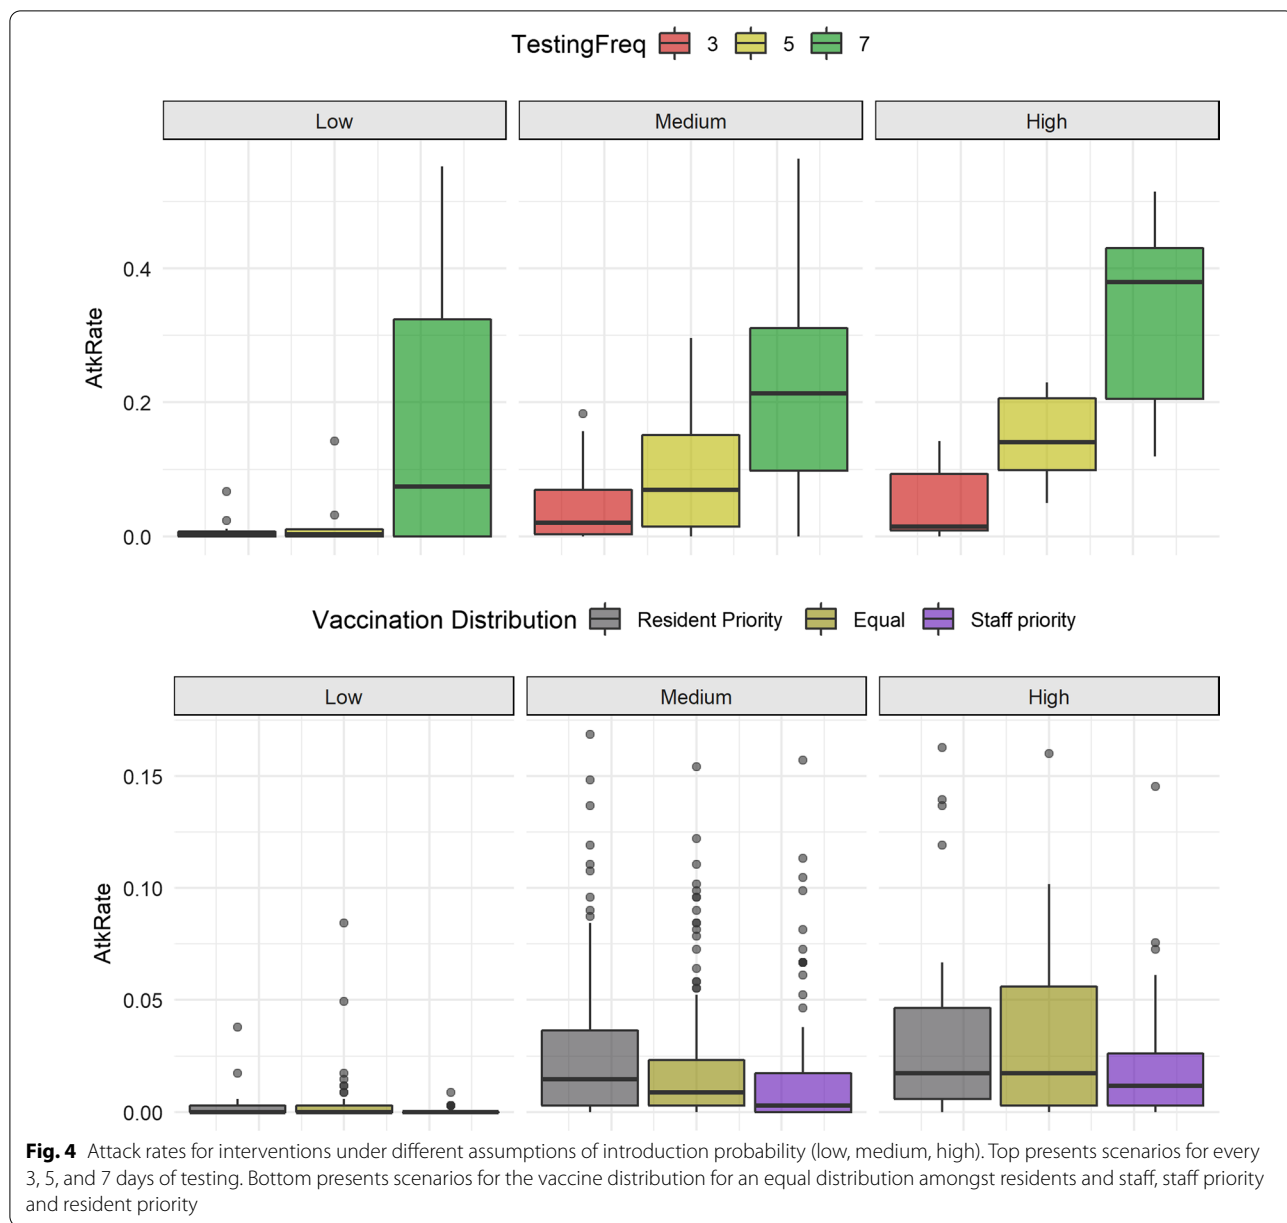 TestingFreq 3 5 7
Low Medium High
0.4
0.2
0.0
AtkRate
Vaccination Distribution Resident Priority Equal Staff priority
Low Medium High
0.15
0.10
0.05
0.00
AtkRate
Fig. 4 Attack rates for interventions under different assumptions of introduction probability (low, medium, high). Top presents scenarios for every
3, 5, and 7 days of testing. Bottom presents scenarios for the vaccine distribution for an equal distribution amongst residents and staff, staff priority
and resident priority